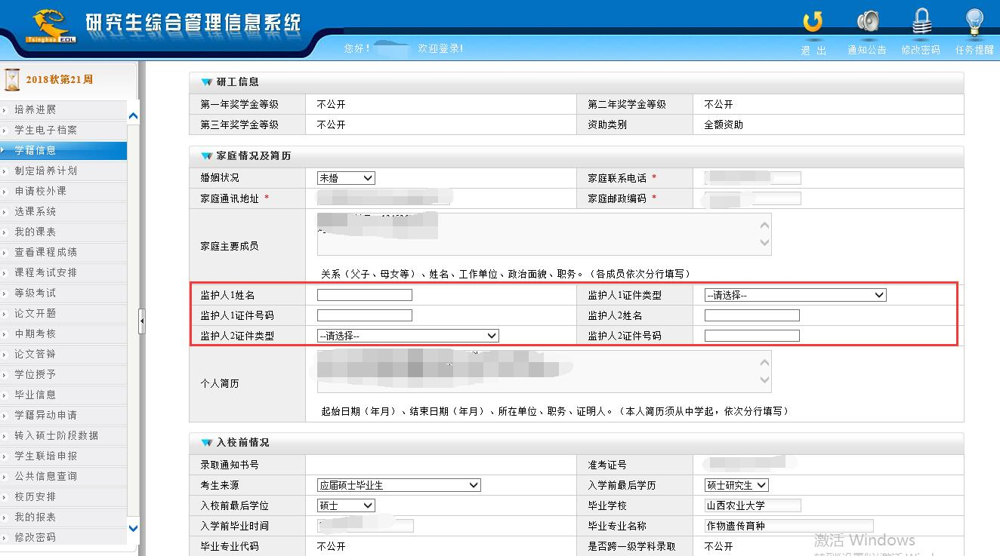 研究生综合管理信息系统
Tsinghua EOL
您好! 欢迎登录!
退 出
通知公告
修改密码
任务提醒
2018秋第21周
培养进展
学生电子档案
学籍信息
制定培养计划
申请校外课
选课系统
我的课表
查看课程成绩
课程考试安排
等级考试
论文开题
中期考核
论文答辩
学位授予
毕业信息
学籍异动申请
转入硕士阶段数据
学生联培申报
公共信息查询
校历安排
我的报表
修改密码
研工信息
第一年奖学金等级 不公开 第二年奖学金等级 不公开
第三年奖学金等级 不公开 资助类别 全额资助
家庭情况及简历
婚姻状况 未婚 家庭联系电话 *
家庭通讯地址 * 家庭邮政编码 *
家庭主要成员
关系（父子、母女等）、姓名、工作单位、政治面貌、职务。（各成员依次分行填写）
监护人1姓名 监护人1证件类型 --请选择--
监护人1证件号码 监护人2姓名
监护人2证件类型 --请选择-- 监护人2证件号码
个人简历
起始日期（年月）、结束日期（年月）、所在单位、职务、证明人。（本人简历须从中学起，依次分行填写）
入校前情况
录取通知书号 准考证号
考生来源 应届硕士毕业生 入学前最后学历 硕士研究生
入校前最后学位 硕士 毕业学校 山西农业大学
入学前毕业时间 毕业专业名称 作物遗传育种
毕业专业代码 不公开 是否跨一级学科录取 不公开
激活 Windows